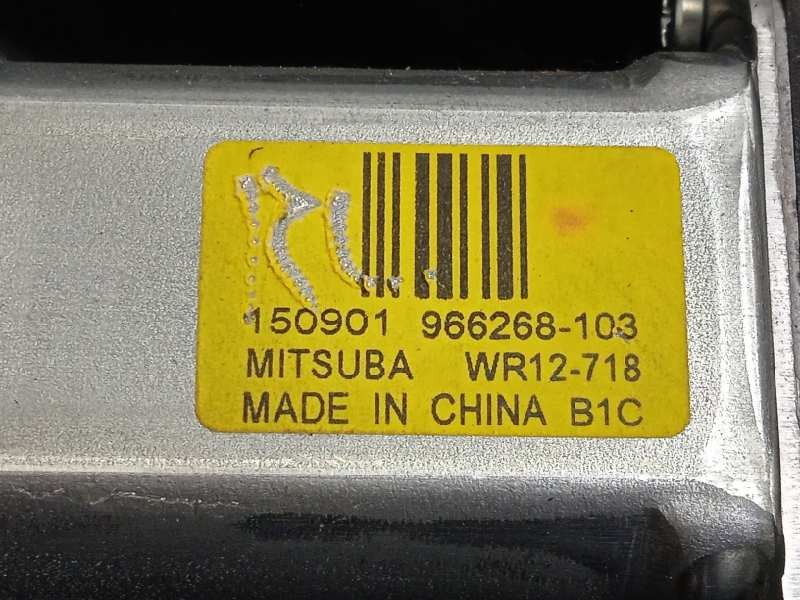 150901 966268-103
MITSUBA WR12-718
MADE IN CHINA B1C